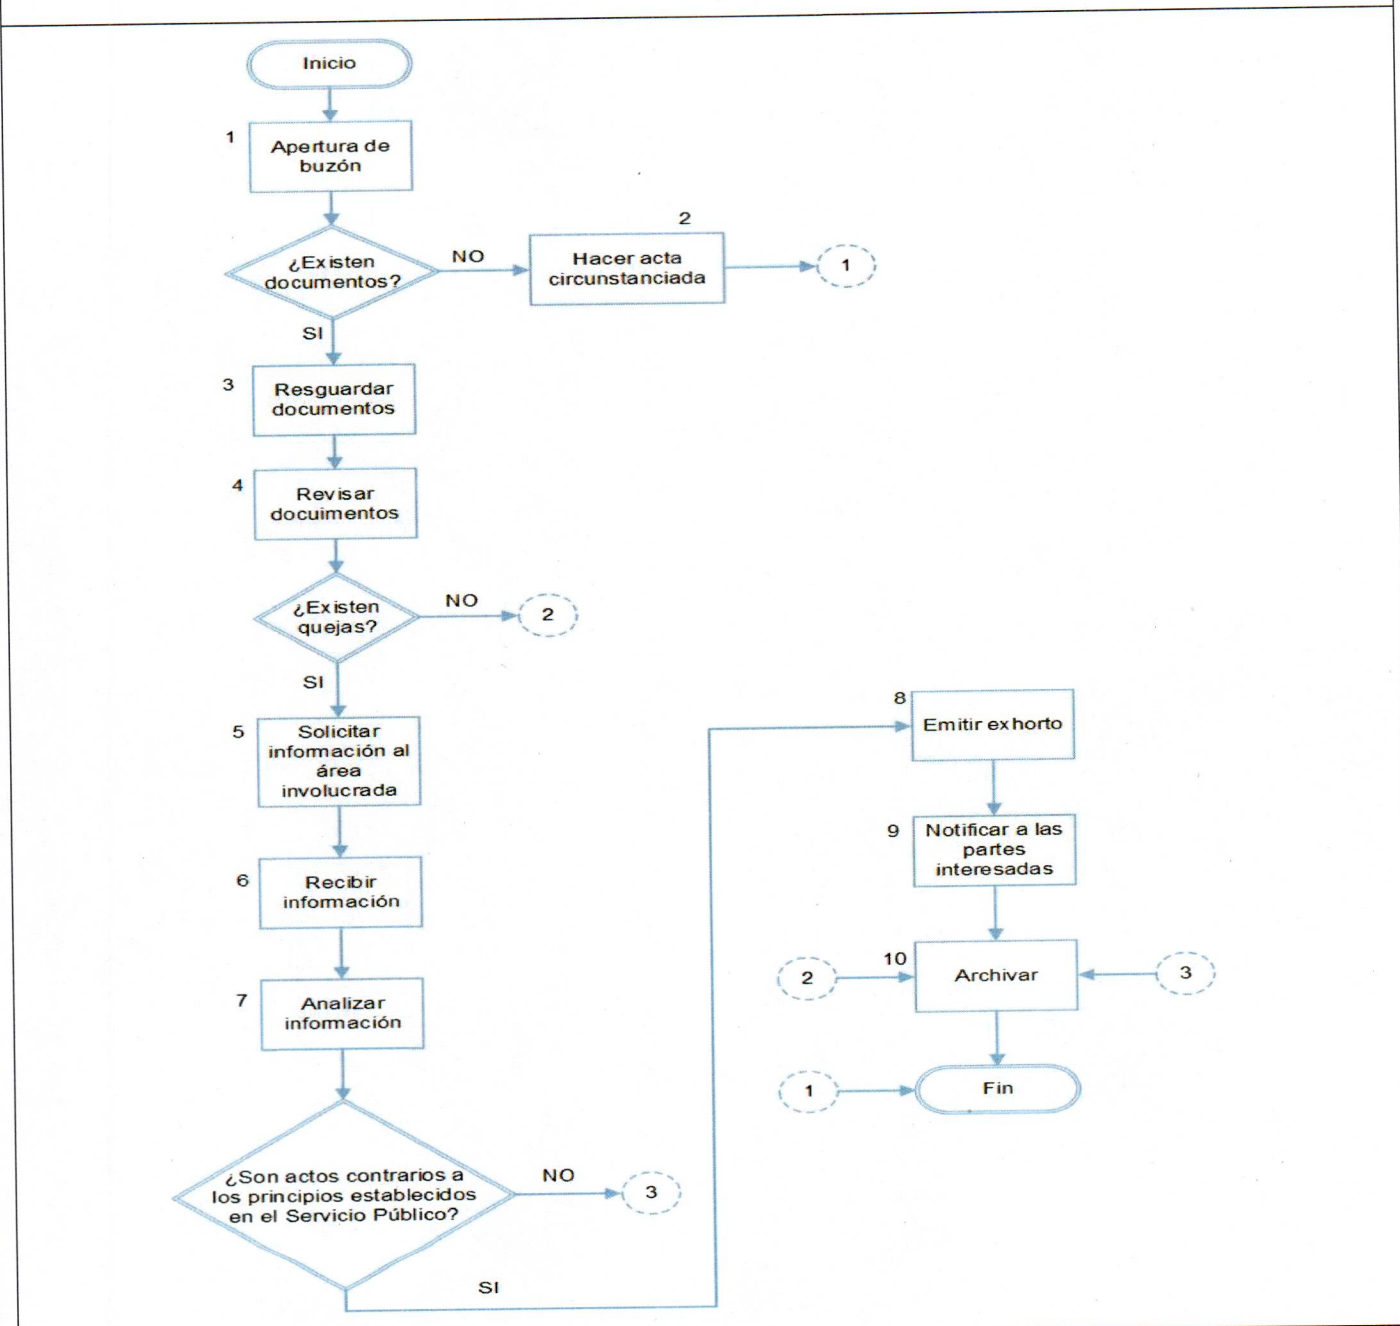 Inicio
1
Apertura de
buzón
¿Existen
documentos?
NO
2
Hacer acta
circunstanciada
1
SI
3
Resguardar
documentos
4
Revisar
docuimentos
¿Existen
quejas?
NO
2
SI
5
Solicitar
información al
área
involucrada
6
Recibir
información
7
Analizar
información
¿Son actos contrarios a
los principios establecidos
en el Servicio Público?
NO
3
SI
8
Emitir exhorto
9
Notificar a las
partes
interesadas
2
10
Archivar
3
1
Fin